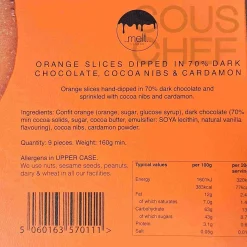 COUS
CHEF
melt
ORANGE SLICES DIPPED IN 70% DARK
CHOCOLATE, COCOA NIBS & CARDAMON
Orange slices hand-dipped in 70% dark chocolate and
sprinkled with cocoa nibs and cardamon.
Ingredients: Confit orange (orange, sugar, glucose syrup), dark chocolate (70%
min cocoa solids, sugar, cocoa butter, emulsifier: SOYA lecithin, natural vanilla
flavouring), cocoa nibs, cardamon powder.
Quantity: 9 pieces. Weight: 160g min.
Allergens in UPPER CASE.
We use nuts, sesame seeds, peanuts,
dairy & wheat in all our facilities.
Typical values per 100g
Energy
Fat
of which saturates
Carbohydrate
of which sugars
Protein
Salt
5 060163 570111 >